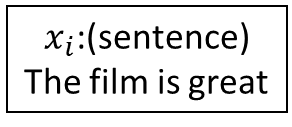 𝑥ᵢ:(sentence)
The film is great